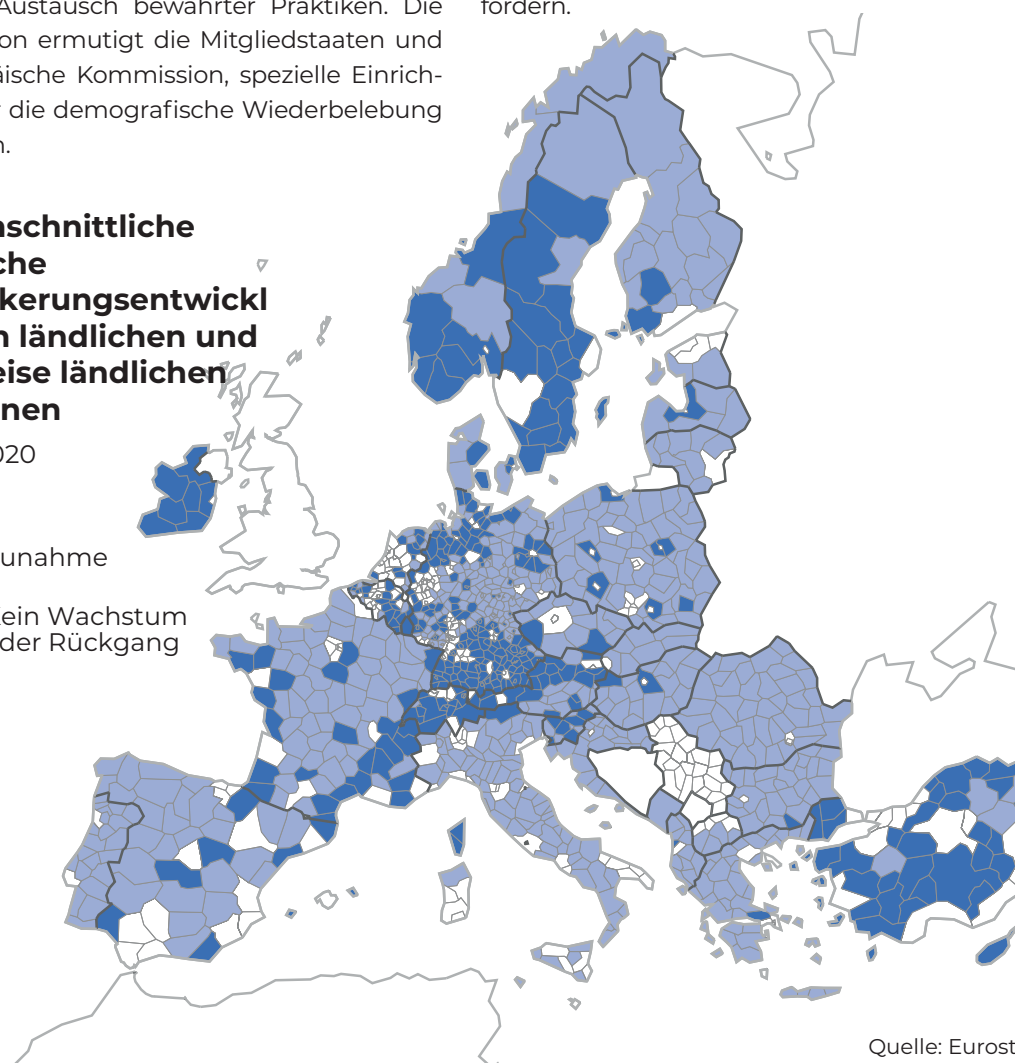 Austausch bewährter Praktiken. Die
on ermutigt die Mitgliedstaaten und
äische Kommission, spezielle Einrich-
die demografische Wiederbelebung
n.
fördern.
schnittliche
che
kerungsentwickl
ländlichen und
eise ländlichen
nen
020
unahme
ein Wachstum
der Rückgang
Quelle: Eurost